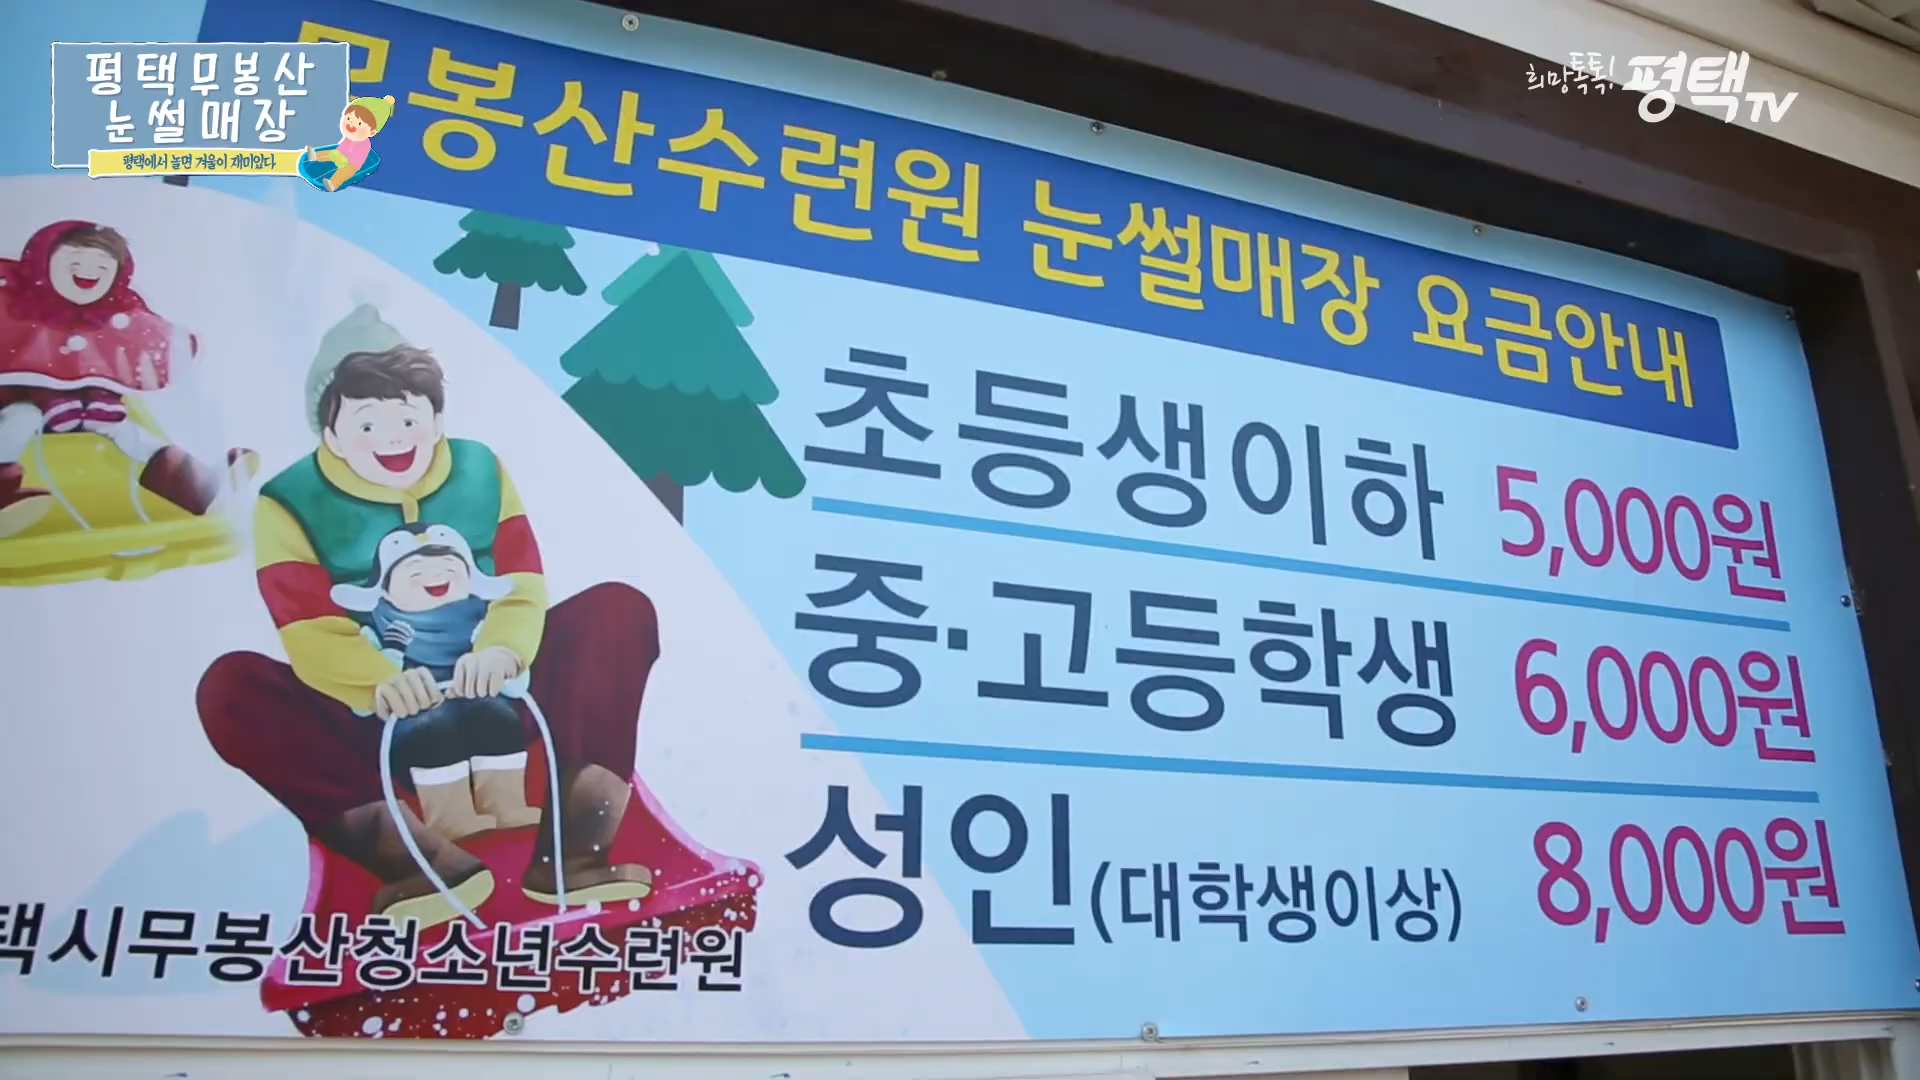 평택무봉산
눈썰매장
평택에서 놀면 겨울이 재미있다
희망톡톡! 평택TV
무봉산수련원 눈썰매장 요금안내
초등생이하 5,000원
중·고등학생 6,000원
성인(대학생이상) 8,000원
택시무봉산청소년수련원